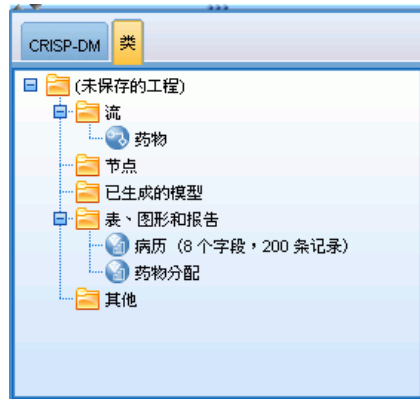 CRISP-DM 类
(未保存的工程)
流
药物
节点
已生成的模型
表、图形和报告
病历 (8 个字段，200 条记录)
药物分配
其他